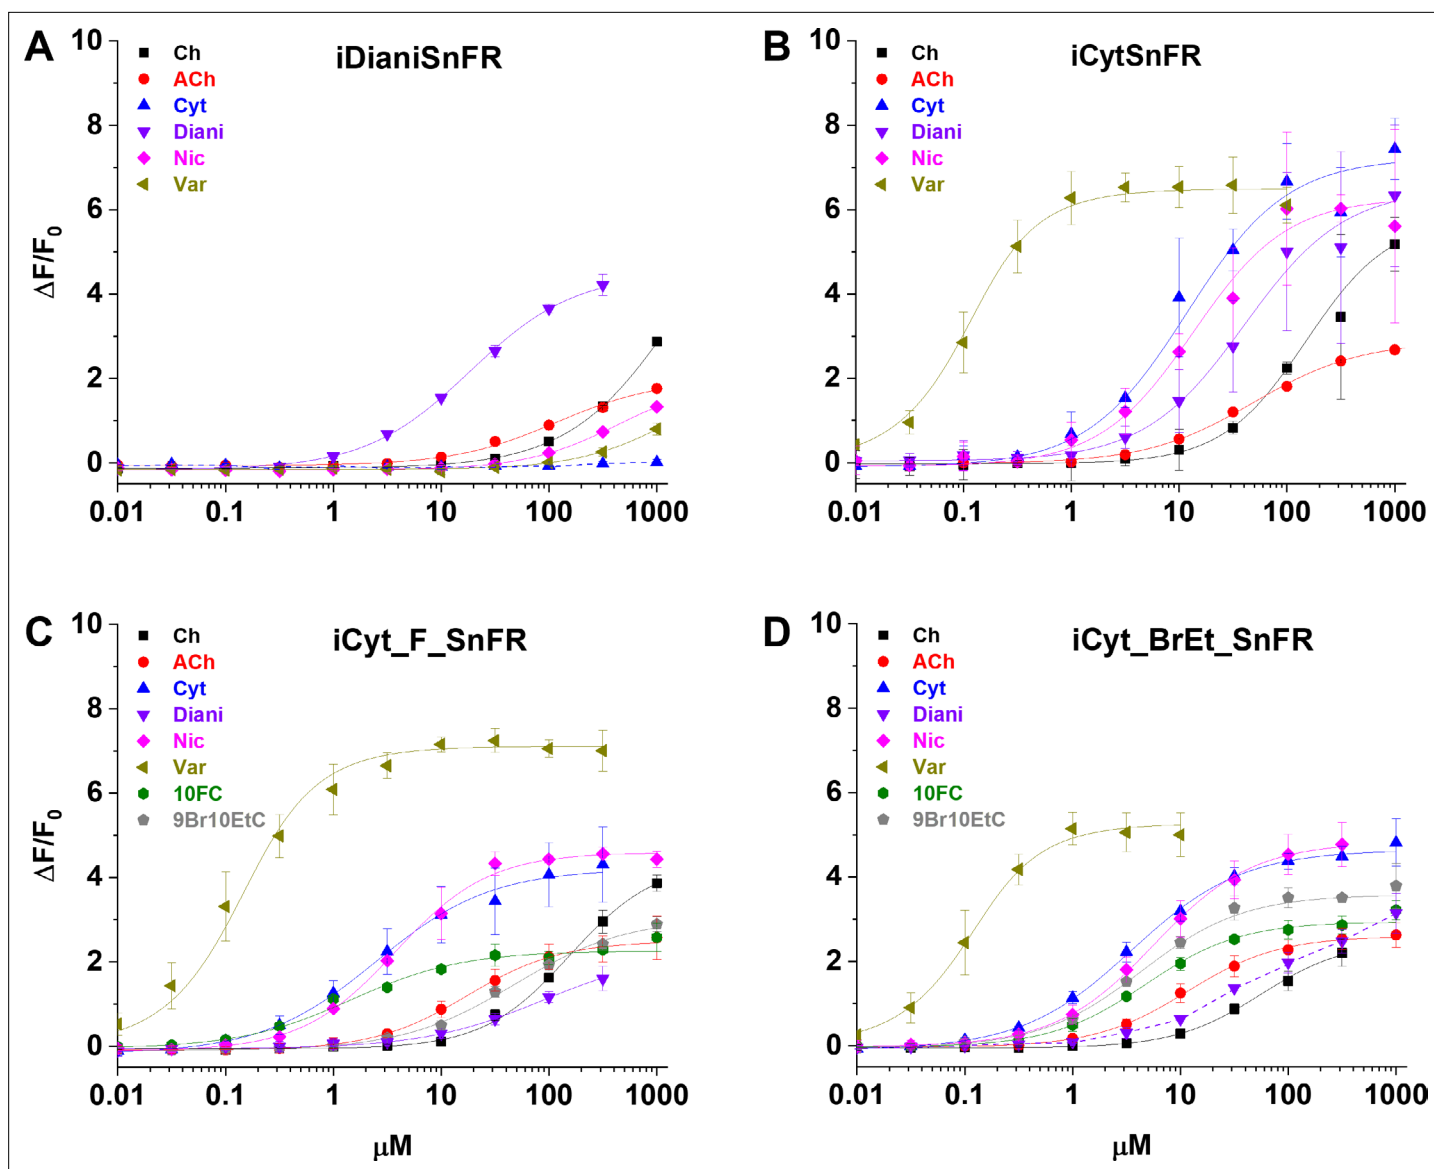 A
iDianiSnFR
Ch
ACh
Cyt
Diani
Nic
Var
ΔF/F0
10
8
6
4
2
0
0.01 0.1 1 10 100 1000
B
iCytSnFR
Ch
ACh
Cyt
Diani
Nic
Var
10
8
6
4
2
0
0.01 0.1 1 10 100 1000
C
iCyt_F_SnFR
Ch
ACh
Cyt
Diani
Nic
Var
10FC
9Br10EtC
ΔF/F0
10
8
6
4
2
0
0.01 0.1 1 10 100 1000
μM
D
iCyt_BrEt_SnFR
Ch
ACh
Cyt
Diani
Nic
Var
10FC
9Br10EtC
10
8
6
4
2
0
0.01 0.1 1 10 100 1000
μM